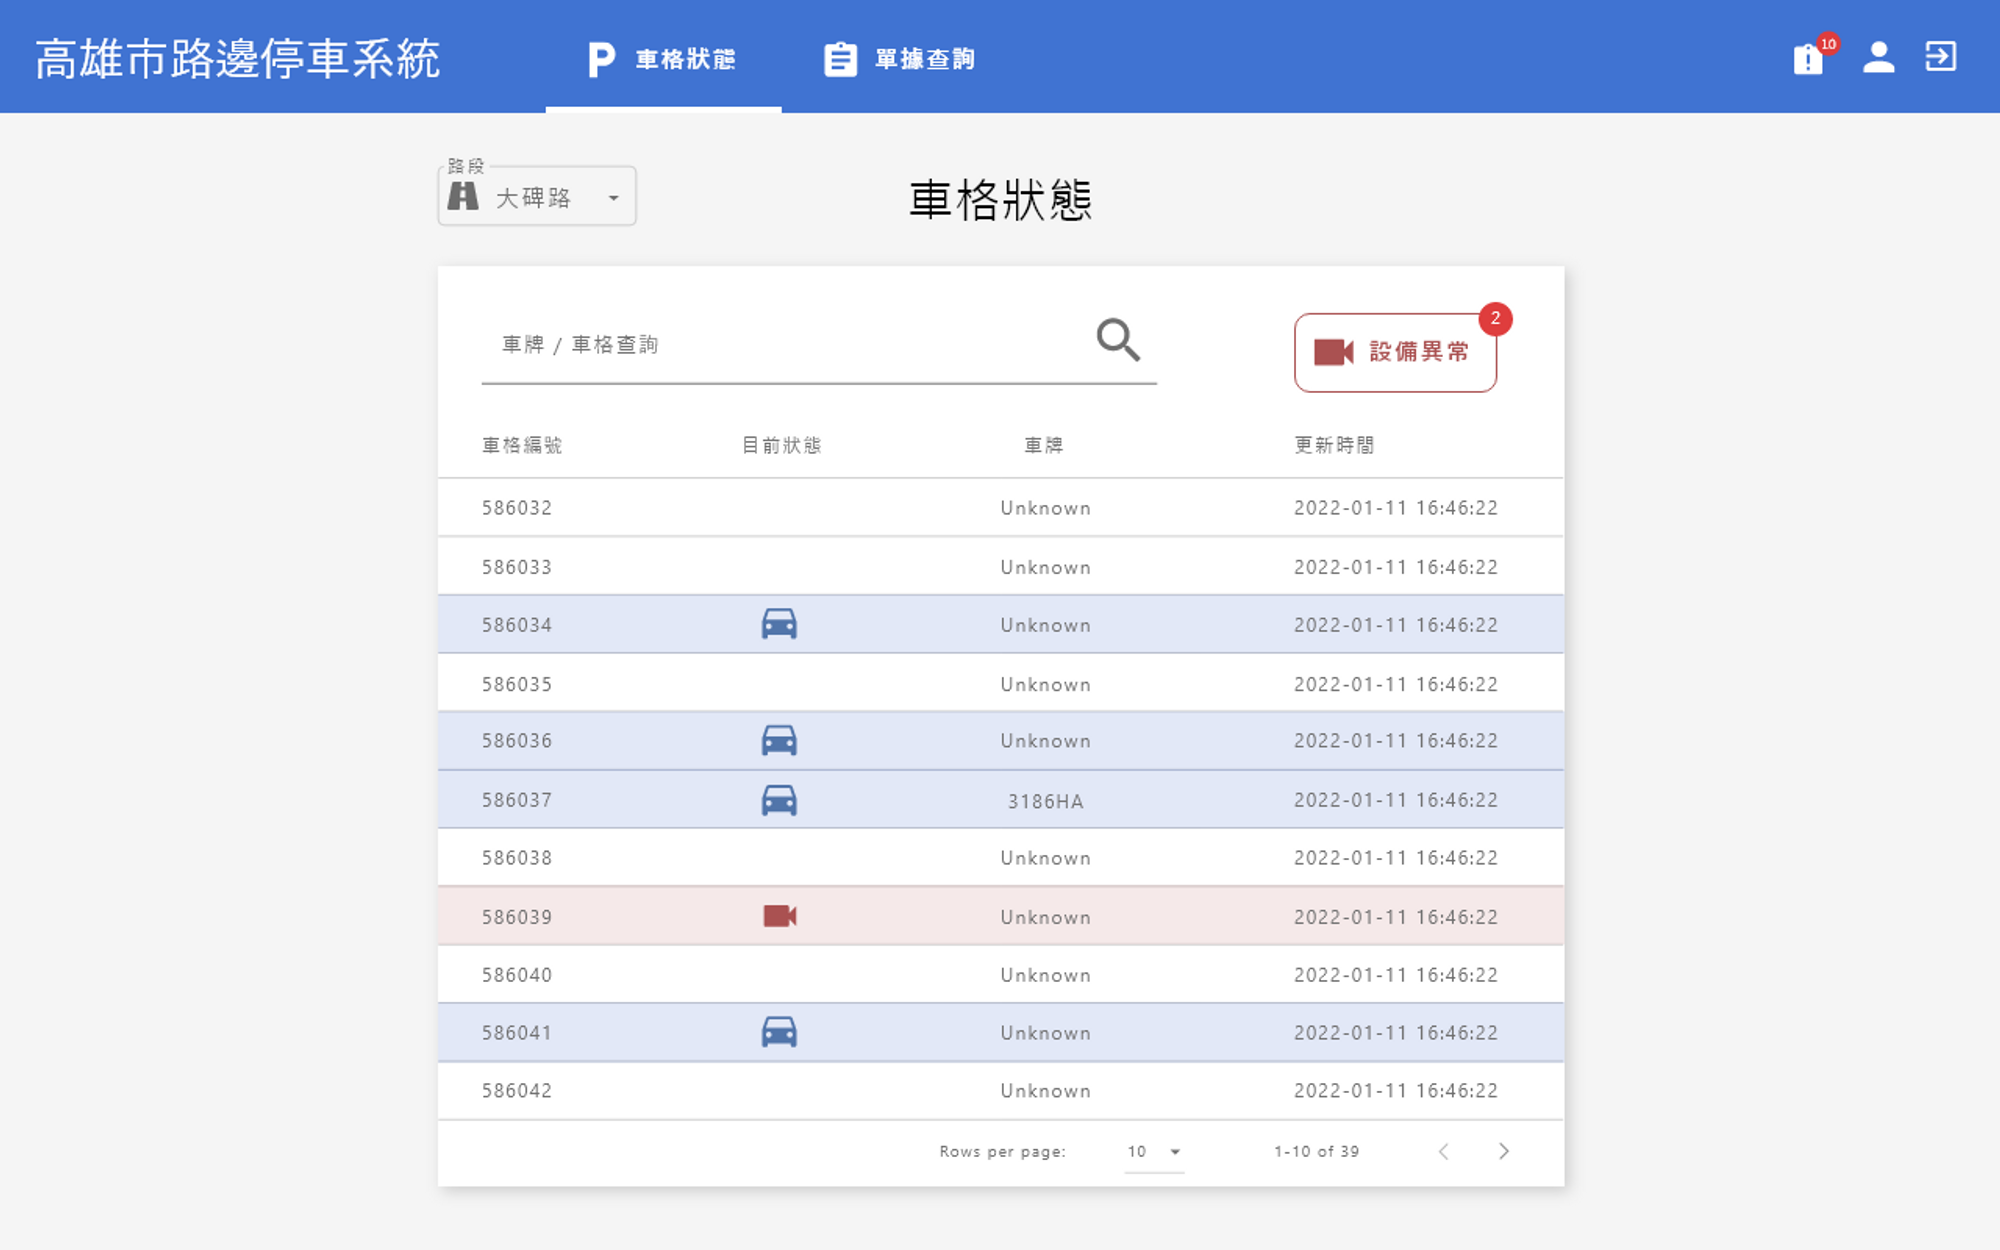 高雄市路邊停車系統
P 車格狀態
單據查詢
10
路段
大碑路
車格狀態
車牌 / 車格查詢
設備異常
2
車格編號 目前狀態 車牌 更新時間
586032 Unknown 2022-01-11 16:46:22
586033 Unknown 2022-01-11 16:46:22
586034 Unknown 2022-01-11 16:46:22
586035 Unknown 2022-01-11 16:46:22
586036 Unknown 2022-01-11 16:46:22
586037 3186HA 2022-01-11 16:46:22
586038 Unknown 2022-01-11 16:46:22
586039 Unknown 2022-01-11 16:46:22
586040 Unknown 2022-01-11 16:46:22
586041 Unknown 2022-01-11 16:46:22
586042 Unknown 2022-01-11 16:46:22
Rows per page: 10 1-10 of 39